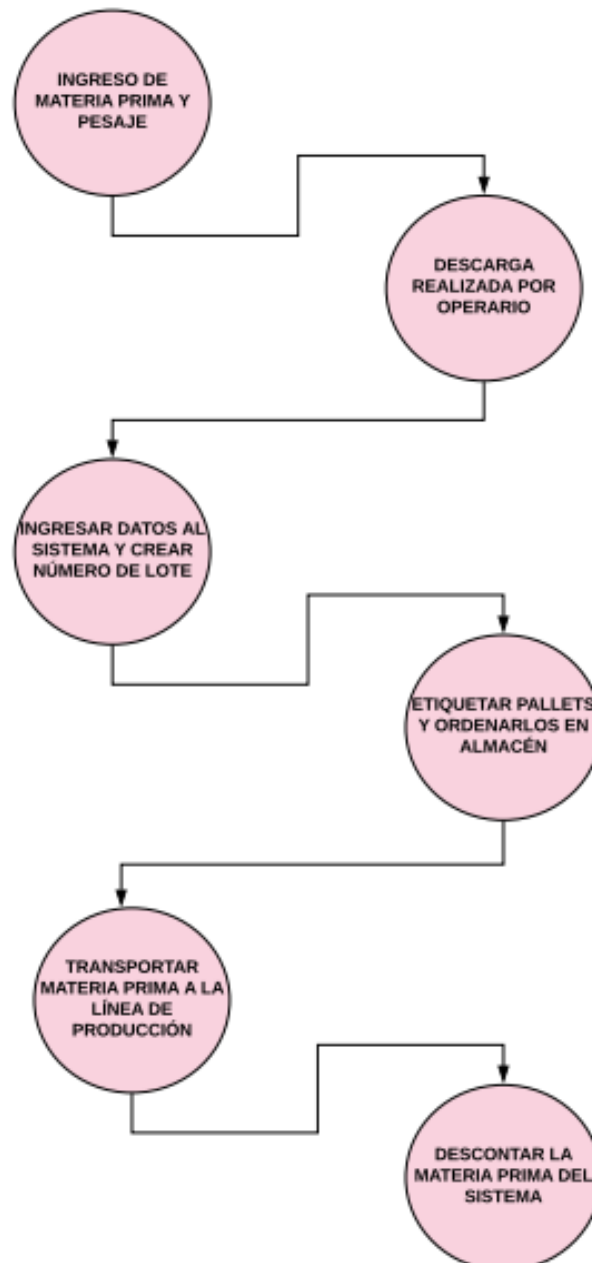 INGRESO DE
MATERIA PRIMA Y
PESAJE
DESCARGA
REALIZADA POR
OPERARIO
INGRESAR DATOS AL
SISTEMA Y CREAR
NÚMERO DE LOTE
ETIQUETAR PALLETS
Y ORDENARLOS EN
ALMACÉN
TRANSPORTAR
MATERIA PRIMA A LA
LÍNEA DE
PRODUCCIÓN
DESCONTAR LA
MATERIA PRIMA DEL
SISTEMA